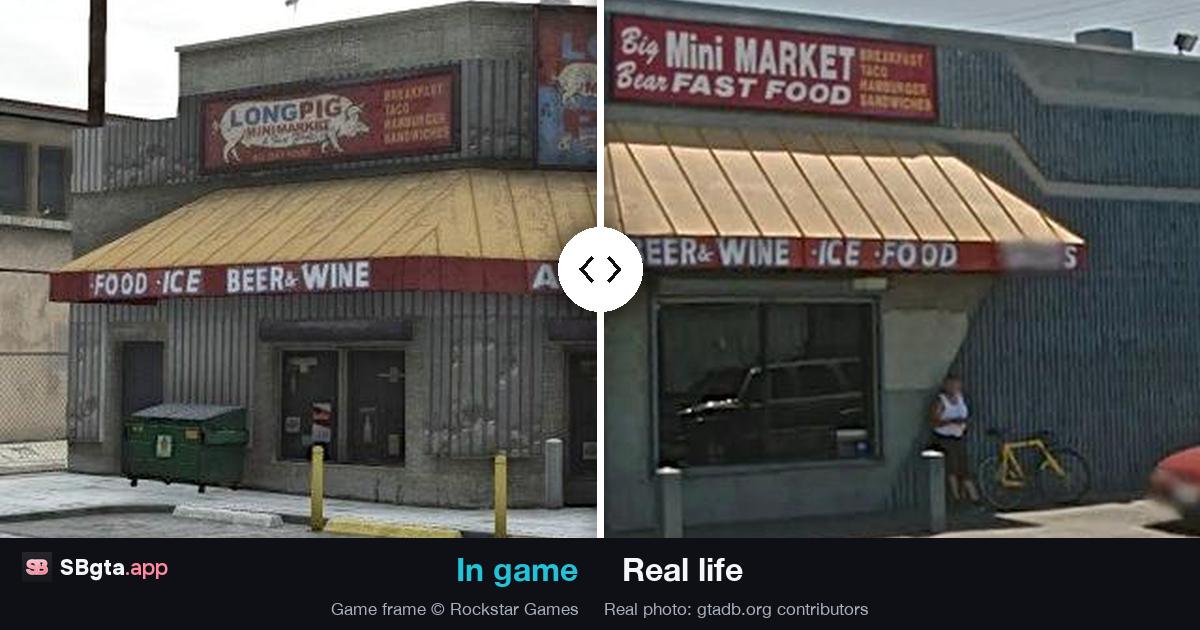 LONGPIG
MINI MARKET
BREAKFAST
TACO
HAMBURGER
SANDWICHES
·FOOD ·ICE BEER & WINE
A
Big Bear
Mini MARKET
FAST FOOD
BREAKFAST
TACO
HAMBURGER
SANDWICHES
BEER & WINE ·ICE ·FOOD
S
SB SBgta.app
In game Real life
Game frame © Rockstar Games Real photo: gtadb.org contributors